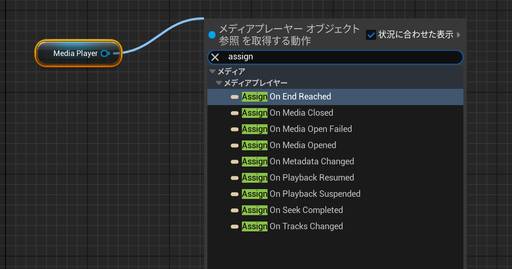 Media Player
メディアプレーヤー オブジェクト
参照 を取得する動作
状況に合わせた表示
assign
メディア
メディアプレイヤー
Assign On End Reached
Assign On Media Closed
Assign On Media Open Failed
Assign On Media Opened
Assign On Metadata Changed
Assign On Playback Resumed
Assign On Playback Suspended
Assign On Seek Completed
Assign On Tracks Changed